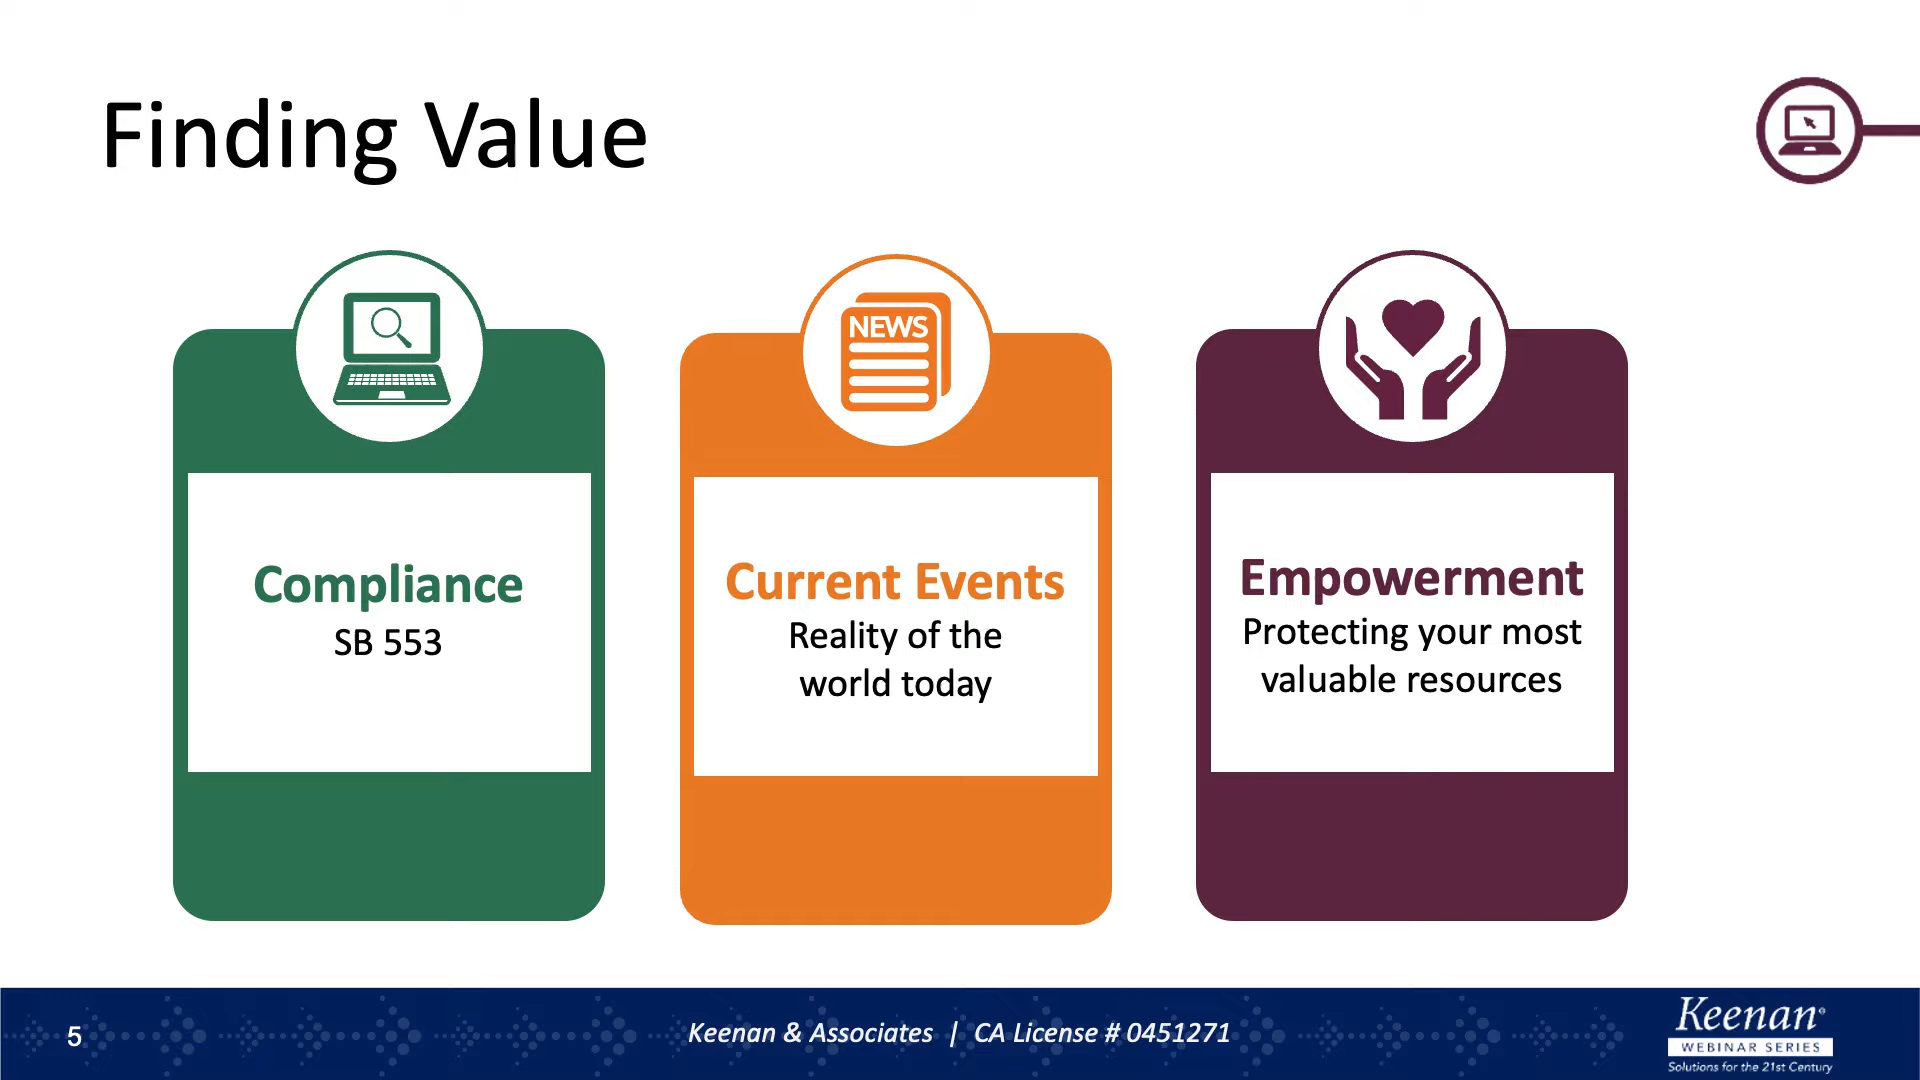 Finding Value
NEWS
Compliance
SB 553
Current Events
Reality of the
world today
Empowerment
Protecting your most
valuable resources
5
Keenan & Associates | CA License # 0451271
Keenan®
WEBINAR SERIES
Solutions for the 21st Century